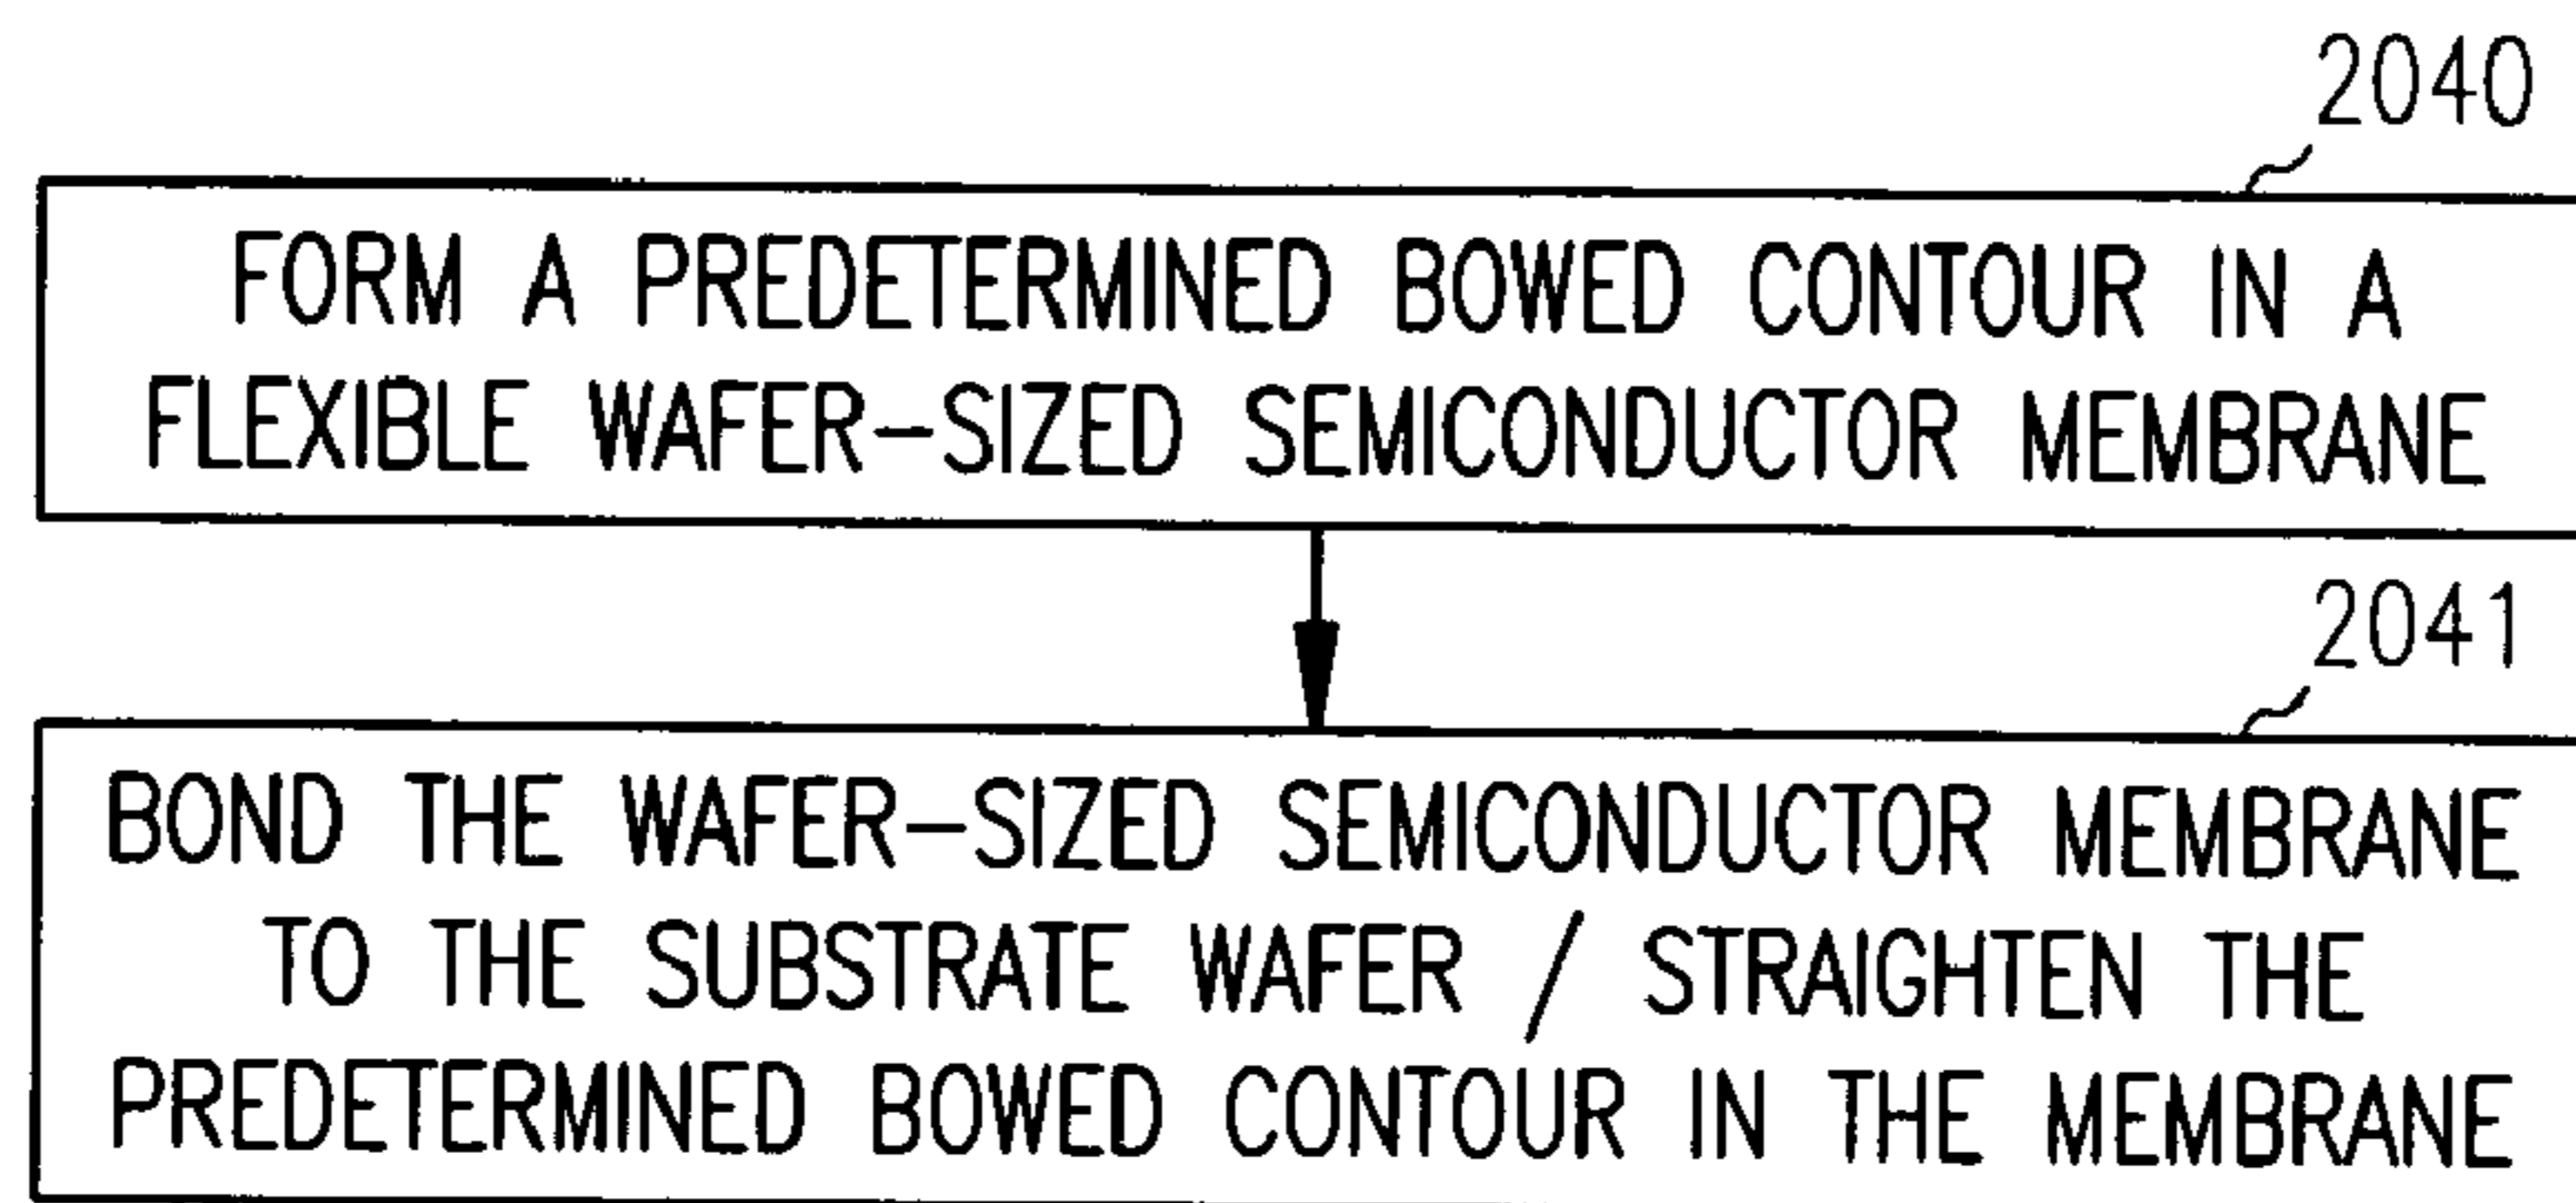 2040
FORM A PREDETERMINED BOWED CONTOUR IN A
FLEXIBLE WAFER-SIZED SEMICONDUCTOR MEMBRANE
2041
BOND THE WAFER-SIZED SEMICONDUCTOR MEMBRANE
TO THE SUBSTRATE WAFER / STRAIGHTEN THE
PREDETERMINED BOWED CONTOUR IN THE MEMBRANE